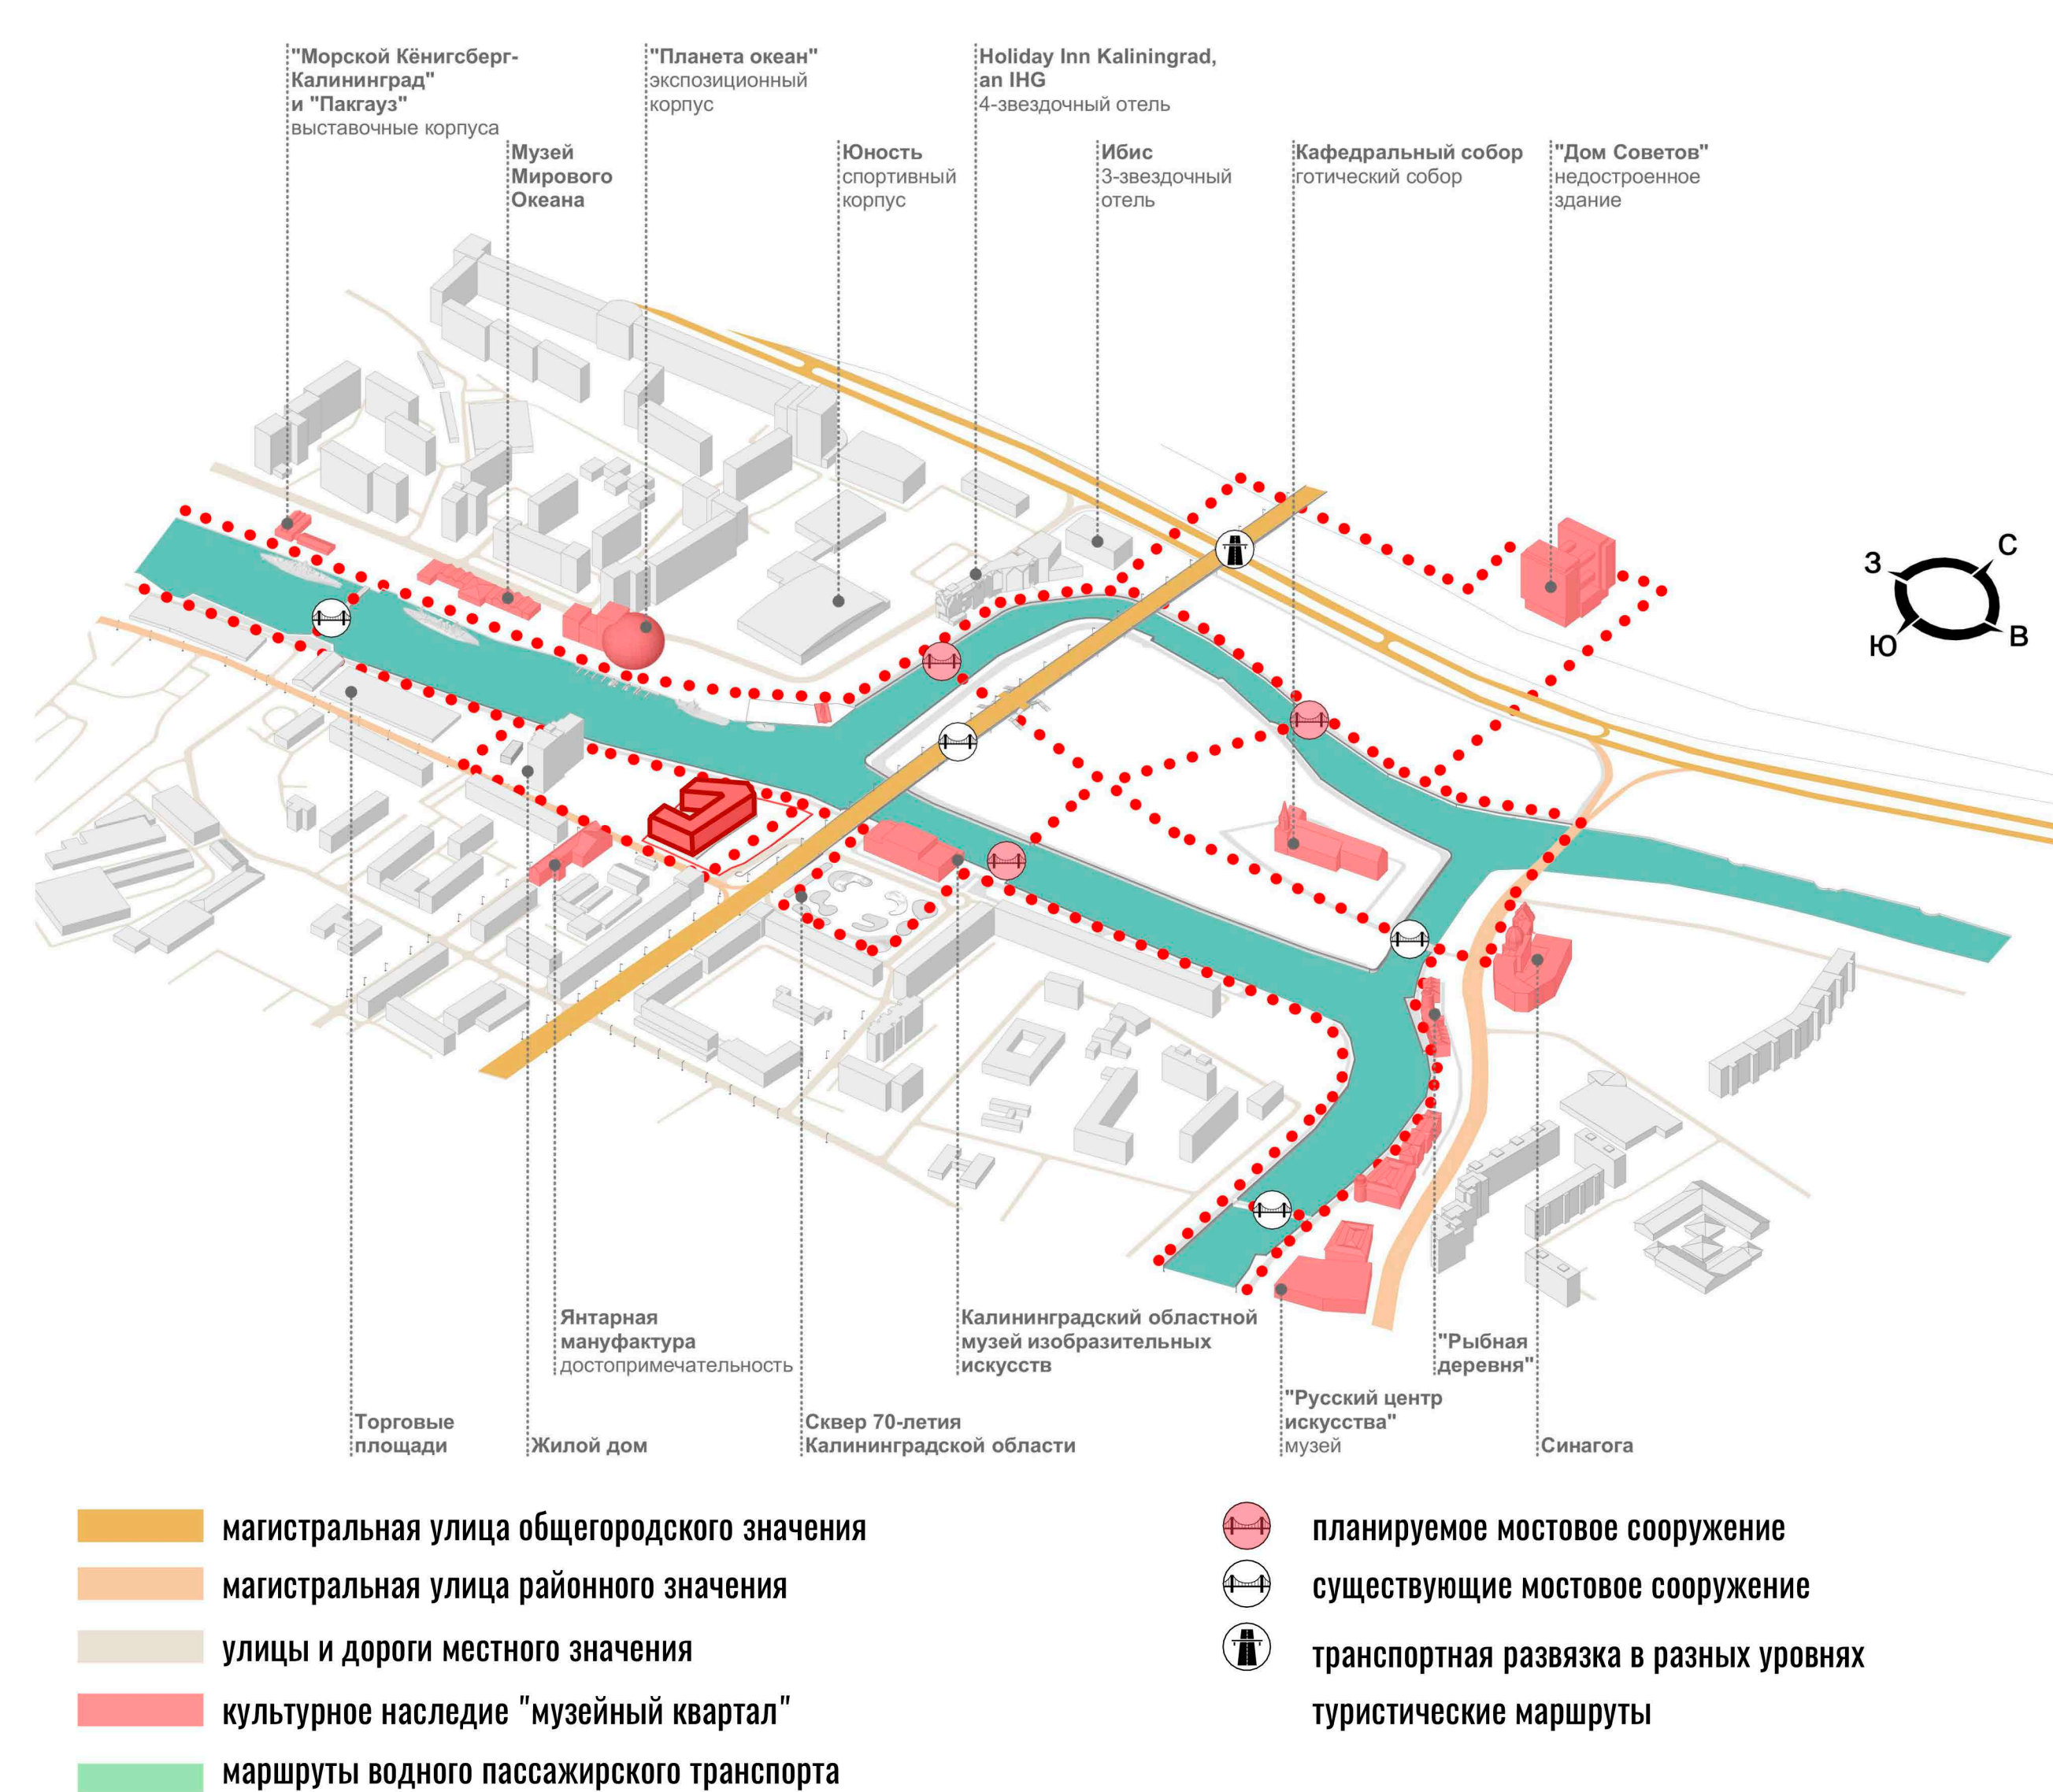 "Морской Кёнигсберг-
Калининград"
и "Пакгауз"
выставочные корпуса
"Планета океан"
экспозиционный
корпус
Holiday Inn Kaliningrad,
an IHG
4-звездочный отель
Музей
Мирового
Океана
Юность
спортивный
корпус
Ибис
3-звездочный
отель
Кафедральный собор
готический собор
"Дом Советов"
недостроенное
здание
С
З
В
Ю
Янтарная
мануфактура
достопримечательность
Калининградский областной
музей изобразительных
искусств
"Рыбная
деревня"
"Русский центр
искусства"
музей
Торговые
площади
Жилой дом
Сквер 70-летия
Калининградской области
Синагога
магистральная улица общегородского значения
магистральная улица районного значения
улицы и дороги местного значения
культурное наследие "музейный квартал"
маршруты водного пассажирского транспорта
планируемое мостовое сооружение
существующие мостовое сооружение
транспортная развязка в разных уровнях
туристические маршруты